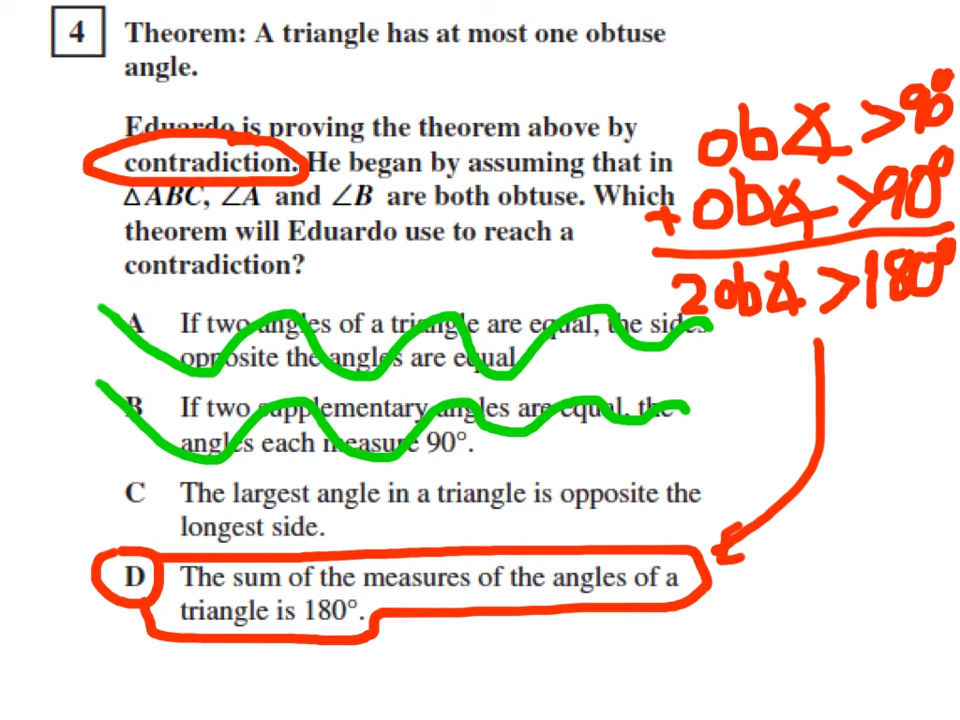 4 Theorem: A triangle has at most one obtuse
angle.
Eduardo is proving the theorem above by
contradiction. He began by assuming that in
△ABC, ∠A and ∠B are both obtuse. Which
theorem will Eduardo use to reach a
contradiction?
ob∡ >90°
+ ob∡ >90°
2ob∡ >180°
A If two angles of a triangle are equal, the sides
opposite the angles are equal.
B If two supplementary angles are equal, the
angles each measure 90°.
C The largest angle in a triangle is opposite the
longest side.
D The sum of the measures of the angles of a
triangle is 180°.